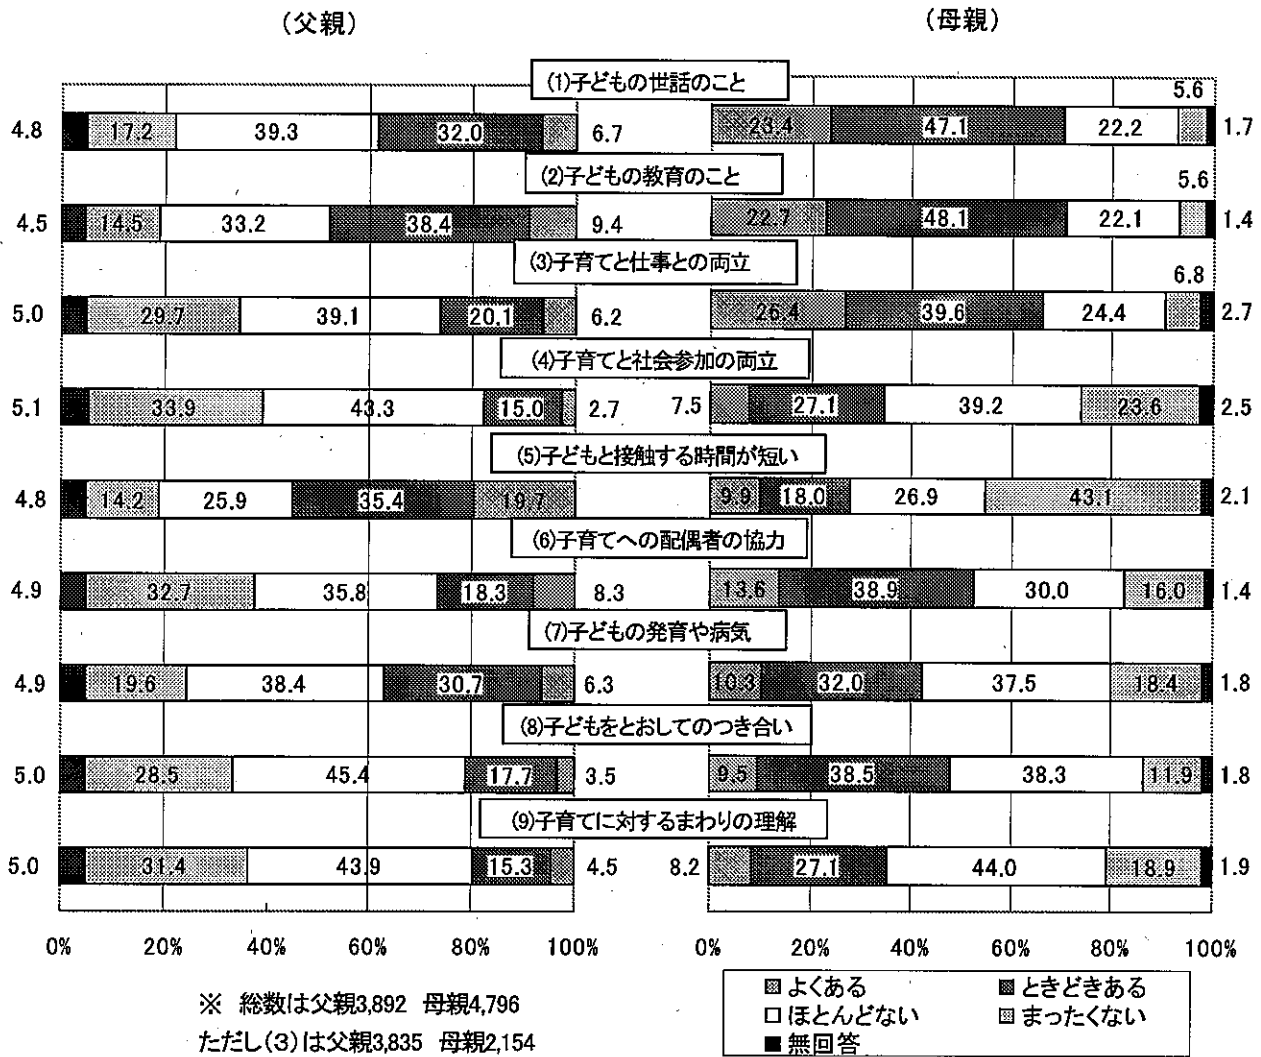 （父親） （母親）
(1)子どもの世話のこと
5.6
4.8 17.2 39.3 32.0 6.7 23.4 47.1 22.2 1.7
(2)子どもの教育のこと
5.6
4.5 14.5 33.2 38.4 9.4 22.7 48.1 22.1 1.4
(3)子育てと仕事との両立
6.8
5.0 29.7 39.1 20.1 6.2 26.4 39.6 24.4 2.7
(4)子育てと社会参加の両立
5.1 33.9 43.3 15.0 2.7 7.5 27.1 39.2 23.6 2.5
(5)子どもと接触する時間が短い
4.8 14.2 25.9 35.4 19.7 9.9 18.0 26.9 43.1 2.1
(6)子育てへの配偶者の協力
4.9 32.7 35.8 18.3 8.3 13.6 38.9 30.0 16.0 1.4
(7)子どもの発育や病気
4.9 19.6 38.4 30.7 6.3 10.3 32.0 37.5 18.4 1.8
(8)子どもをとおしてのつき合い
5.0 28.5 45.4 17.7 3.5 9.5 38.5 38.3 11.9 1.8
(9)子育てに対するまわりの理解
5.0 31.4 43.9 15.3 4.5 8.2 27.1 44.0 18.9 1.9
0% 20% 40% 60% 80% 100% 0% 20% 40% 60% 80% 100%
よくある ときどきある
ほとんどない まったくない
無回答
※ 総数は父親3,892 母親4,796
ただし(3)は父親3,835 母親2,154